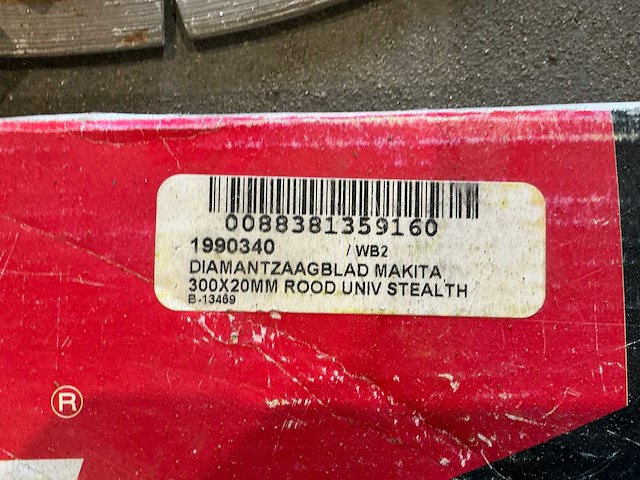 0088381359160
1990340 / WB2
DIAMANTZAAGBLAD MAKITA
300X20MM ROOD UNIV STEALTH
B-13469
®